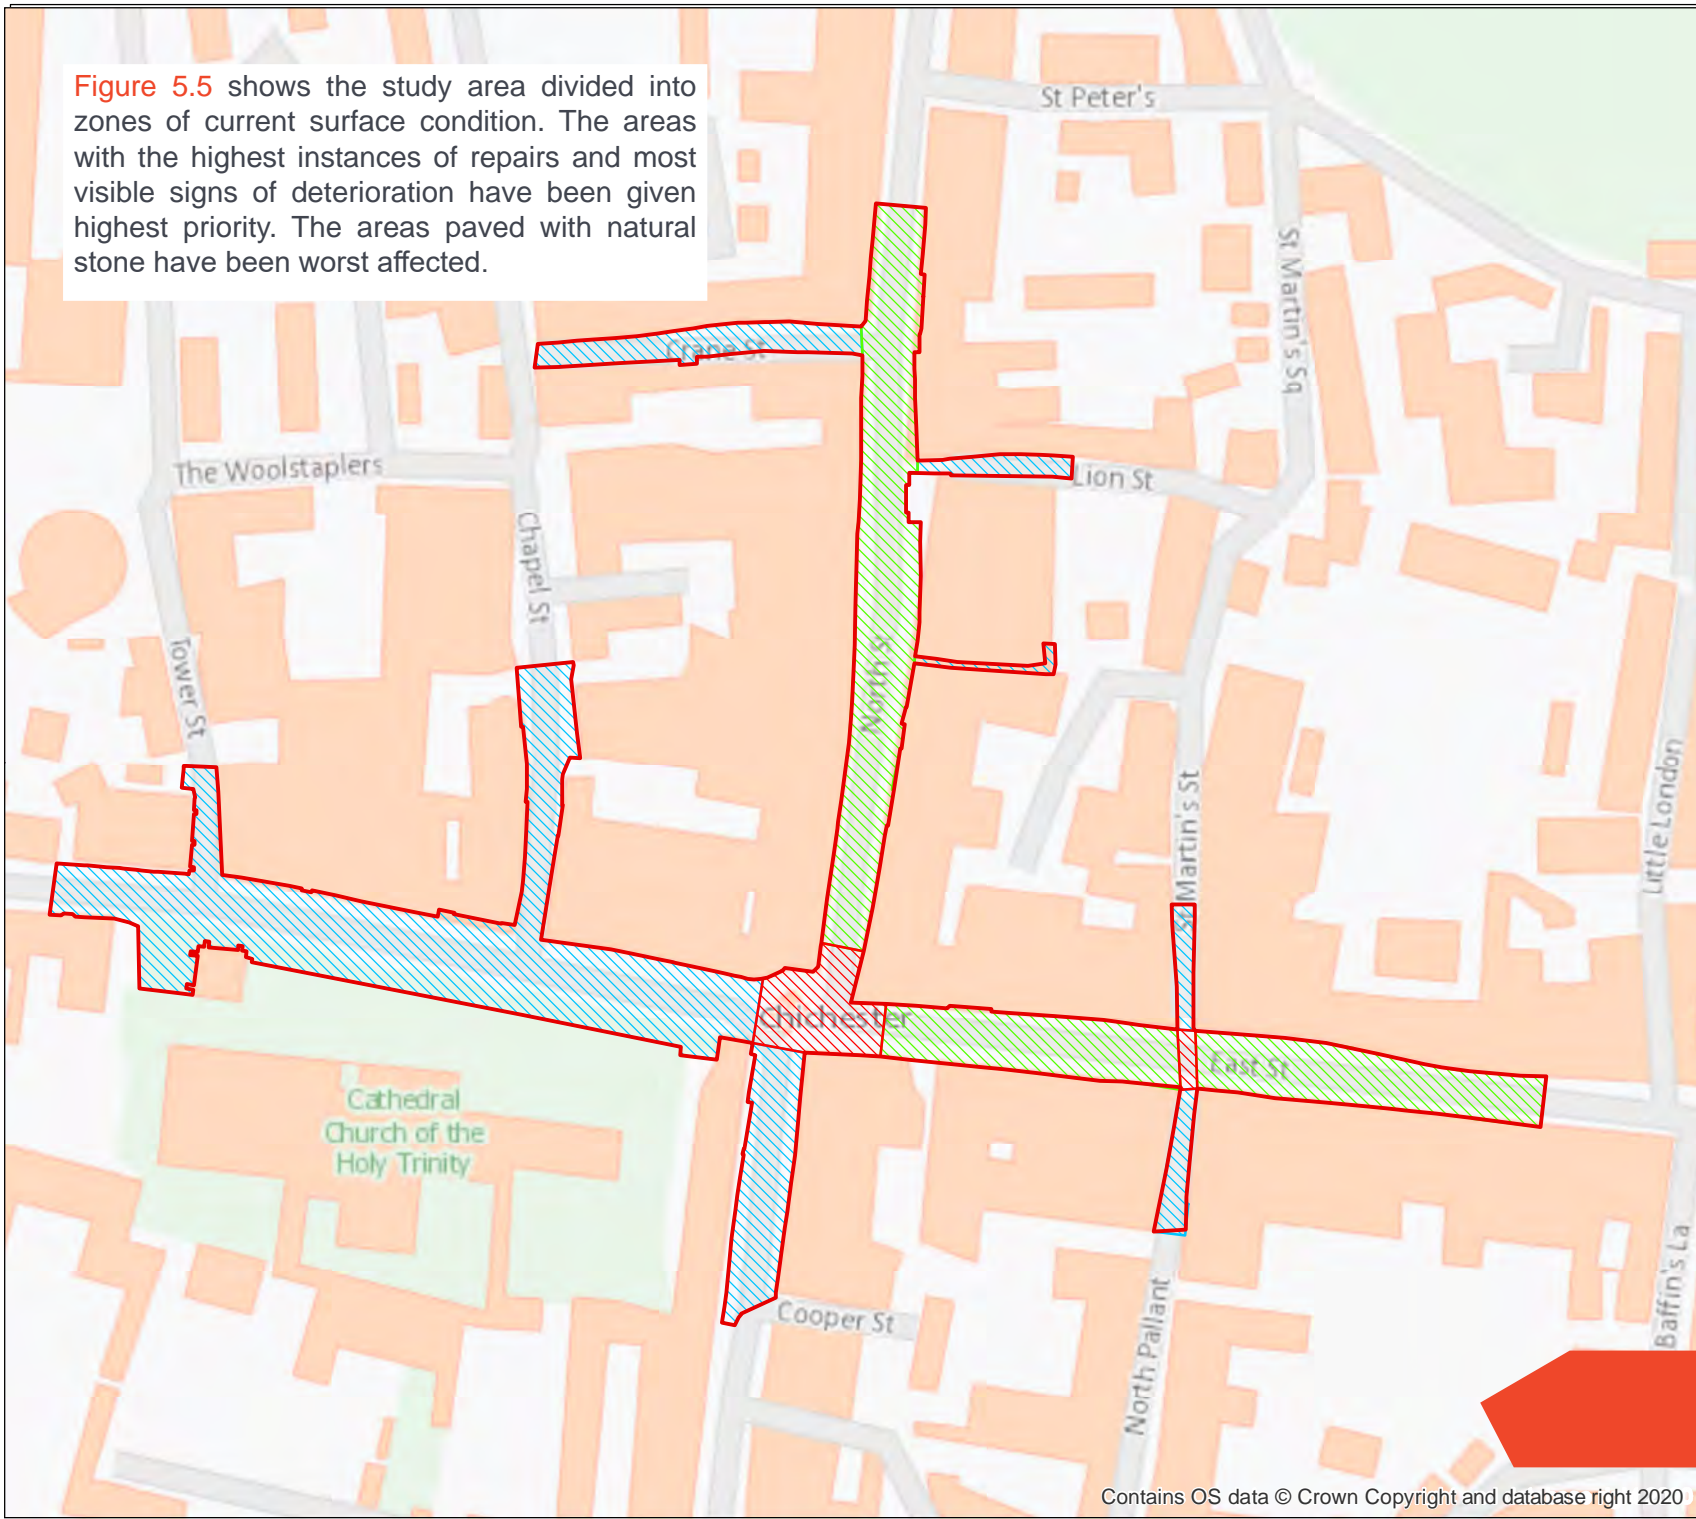 Figure 5.5 shows the study area divided into
zones of current surface condition. The areas
with the highest instances of repairs and most
visible signs of deterioration have been given
highest priority. The areas paved with natural
stone have been worst affected.
St Peter's
St Martin's Sq
Crane St
The Woolstaplers
Lion St
Chapel St
Tower St
North St
St Martin's St
Little London
Chichester
East St
Cathedral
Church of the
Holy Trinity
Cooper St
North Pallant
Baffin's La
Contains OS data © Crown Copyright and database right 2020